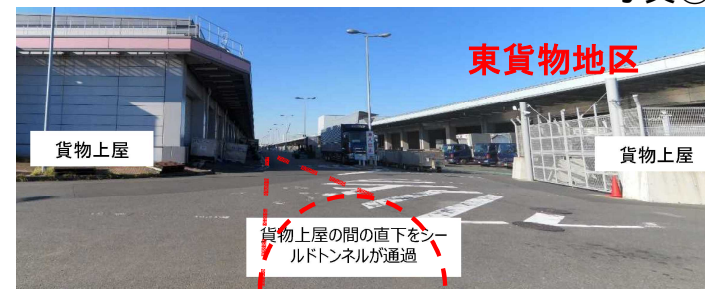 東貨物地区
貨物上屋
貨物上屋
貨物上屋の間の直下をシー
ルドトンネルが通過